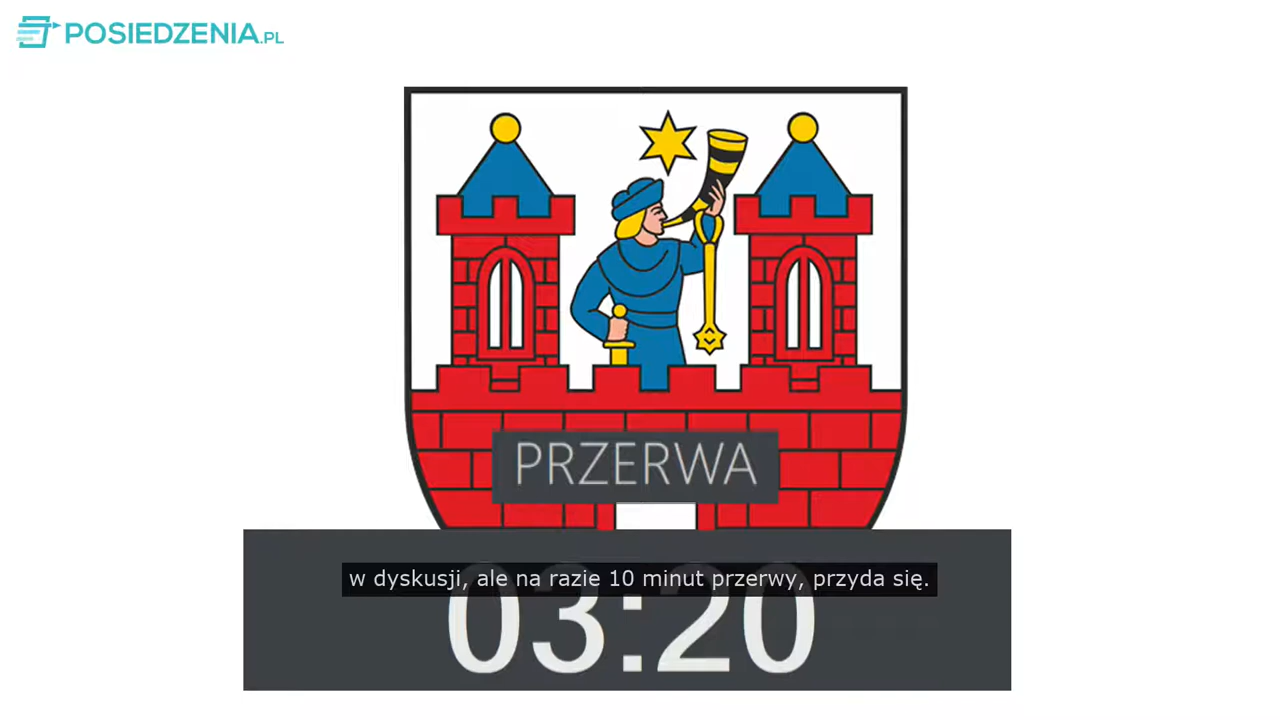 POSIEDZENIA.PL
PRZERWA
w dyskusji, ale na razie 10 minut przerwy, przyda się.
03:20